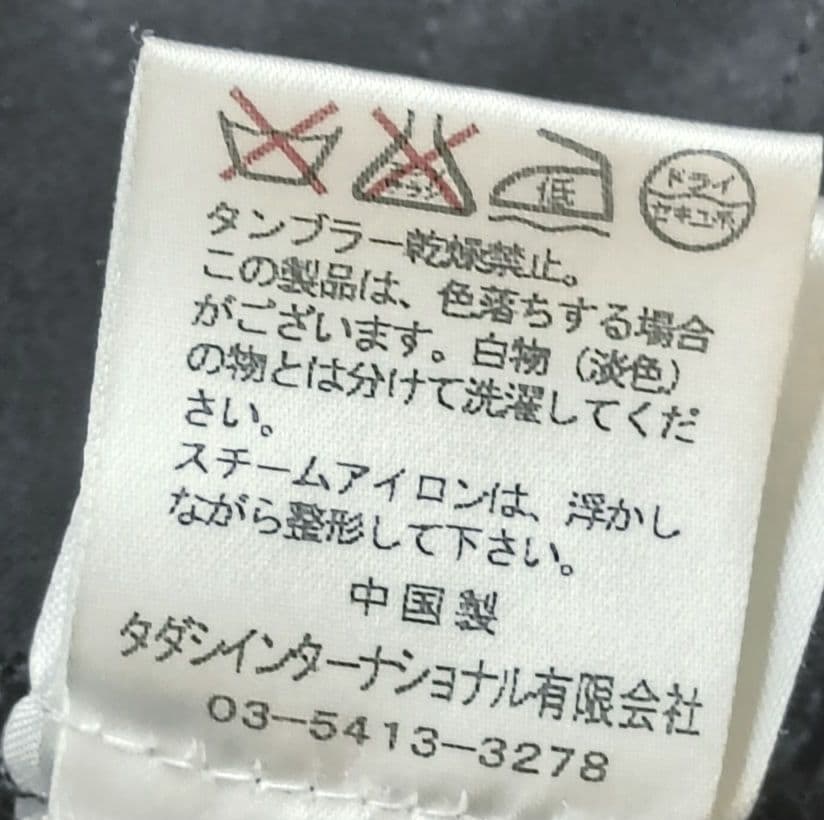 低
ドライ
セキユ系
タンブラー乾燥禁止。
この製品は、色落ちする場合
がございます。白物（淡色）
の物とは分けて洗濯してくだ
さい。
スチームアイロンは、浮かし
ながら整形して下さい。
中国製
タダシインターナショナル有限会社
03-5413-3278